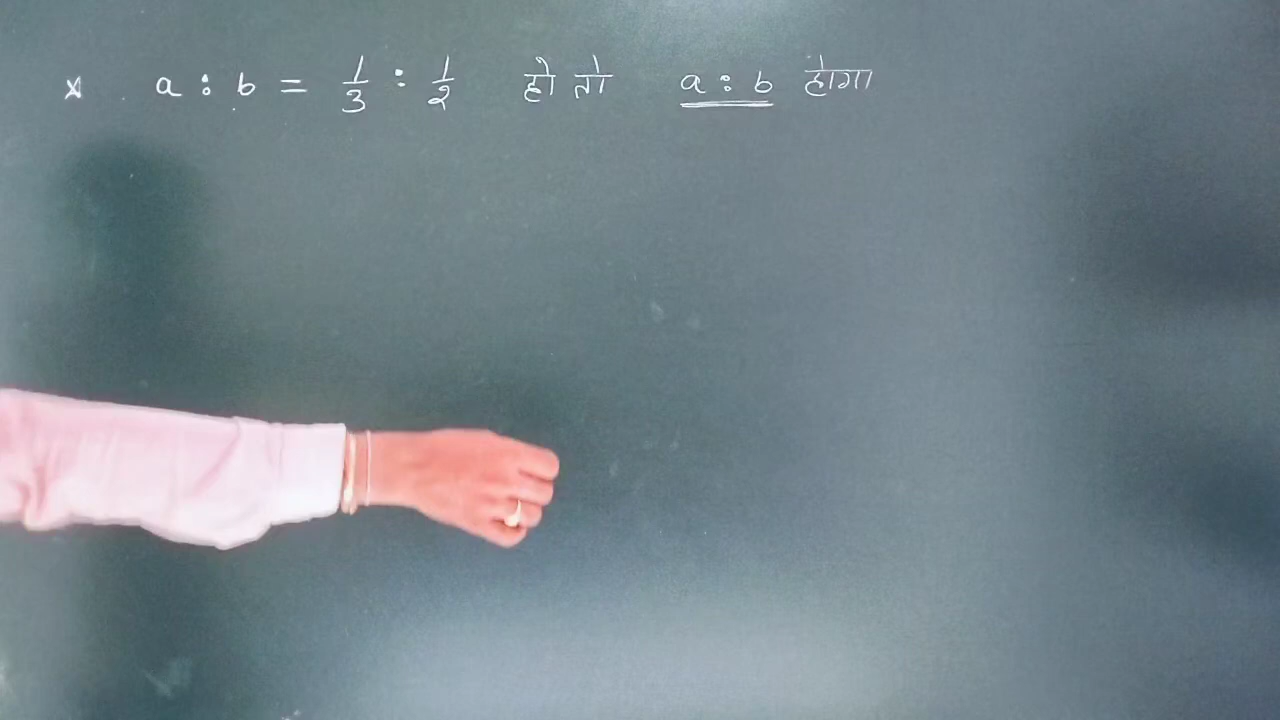 × a : b = 1/3 : 1/2 हो तो a : b होगा